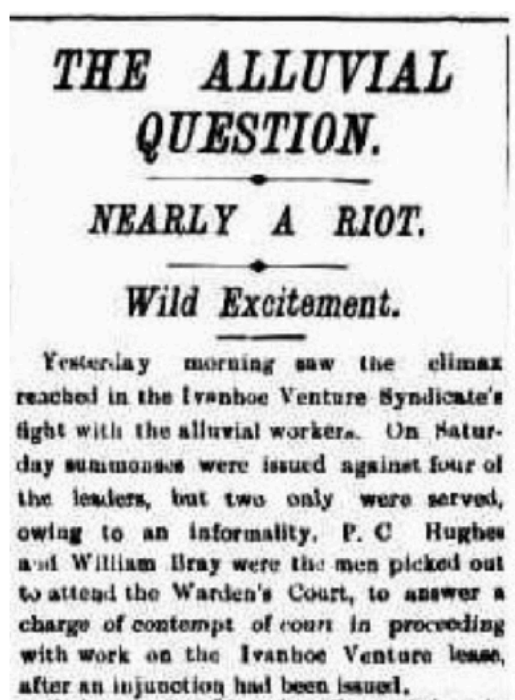 THE ALLUVIAL
QUESTION.
NEARLY A RIOT.
Wild Excitement.
Yesterday morning saw the climax
reached in the Ivanhoe Venture Syndicate's
fight with the alluvial workers. On Satur-
day summonses were issued against four of
the leaders, but two only were served,
owing to an informality. P. C Hughes
and William Bray were the men picked out
to attend the Warden's Court, to answer a
charge of contempt of court in proceeding
with work on the Ivanhoe Venture lease,
after an injunction had been issued.